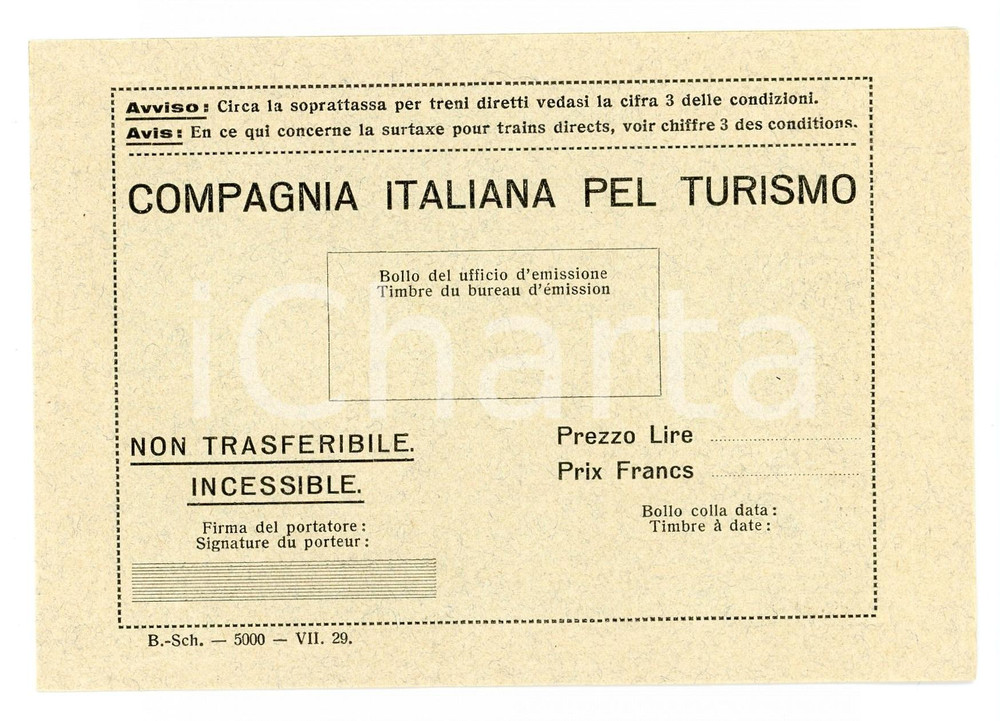 Avviso: Circa la soprattassa per treni diretti vedasi la cifra 3 delle condizioni.
Avis: En ce qui concerne la surtaxe pour trains directs, voir chiffre 3 des conditions.
COMPAGNIA ITALIANA PEL TURISMO
Bollo del ufficio d'emissione
Timbre du bureau d'émission
iCharta
NON TRASFERIBILE.
INCESSIBLE.
Firma del portatore:
Signature du porteur:
Prezzo Lire
Prix Francs
Bollo colla data:
Timbre à date:
B.-Sch. — 5000 — VII. 29.